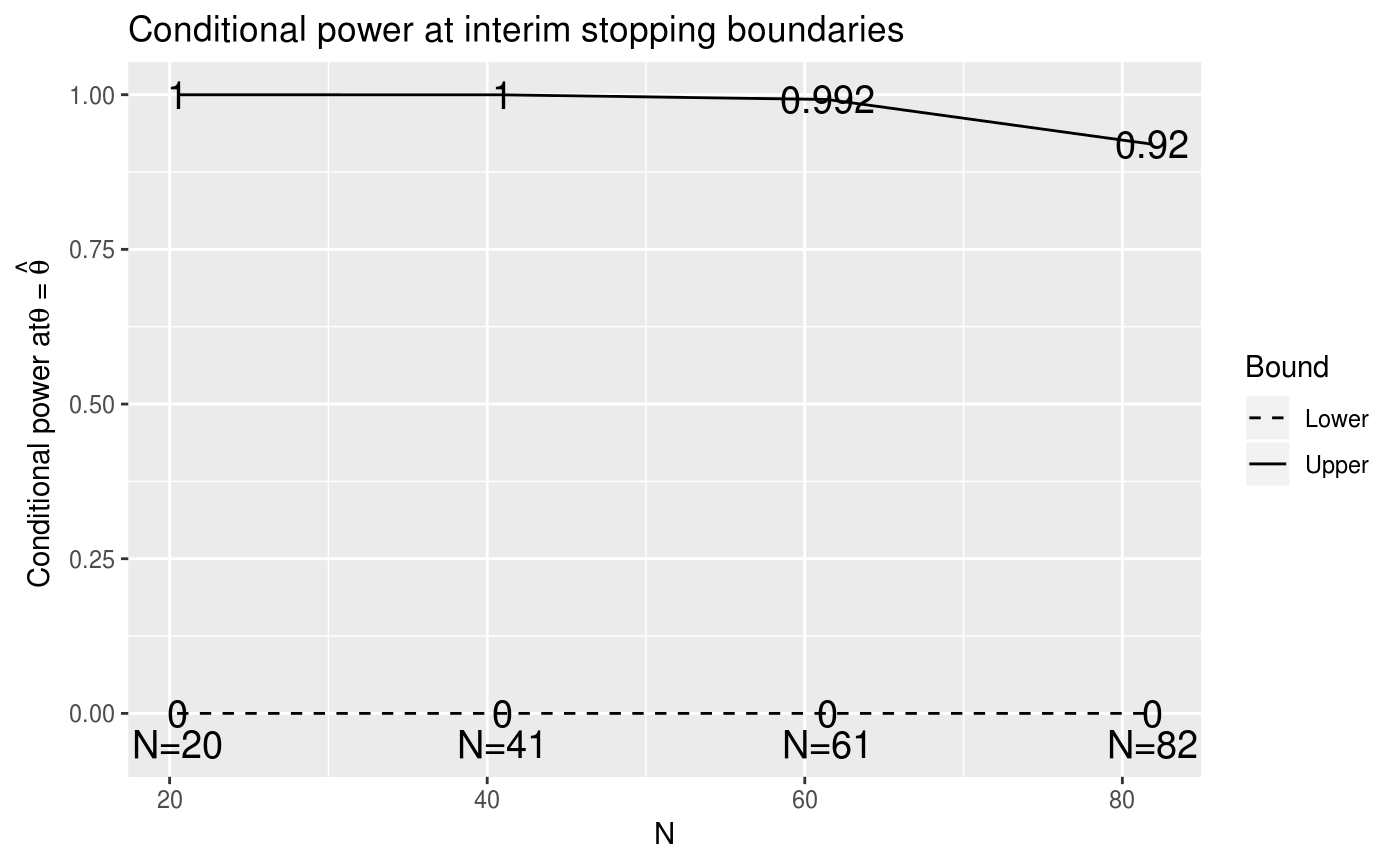 Conditional power at interim stopping boundaries
Conditional power atθ = θ̂
1.00
0.75
0.50
0.25
0.00
1
1
0.992
0.92
0
0
0
0
N=20
N=41
N=61
N=82
20
40
60
80
N
Bound
Lower
Upper